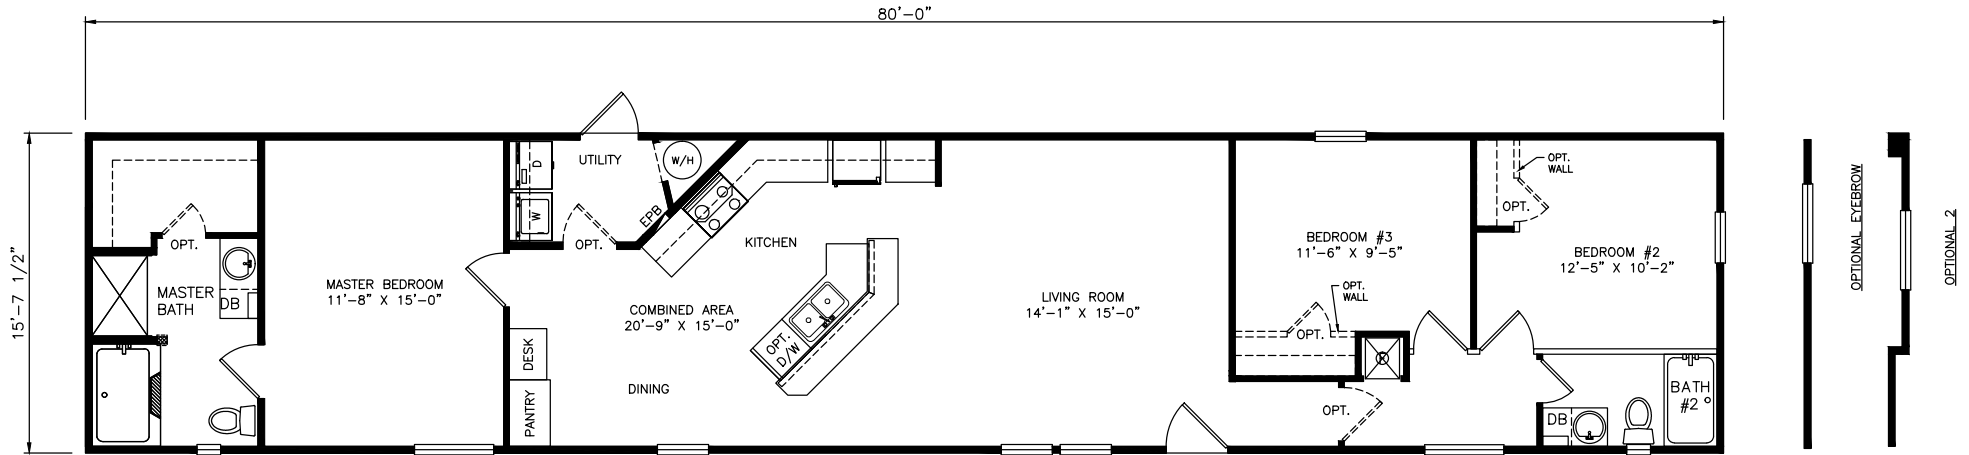 80'-0"
15'-7 1/2"
OPT.
MASTER
BATH
DB
MASTER BEDROOM
11'-8" X 15'-0"
D
W
UTILITY
W/H
EPB
OPT.
KITCHEN
COMBINED AREA
20'-9" X 15'-0"
OPT.
D/W
DESK
PANTRY
DINING
LIVING ROOM
14'-1" X 15'-0"
BEDROOM #3
11'-6" X 9'-5"
OPT.
WALL
OPT.
OPT.
OPT.
WALL
OPT.
BEDROOM #2
12'-5" X 10'-2"
BATH
#2
DB
OPTIONAL EYEBROW
OPTIONAL 2